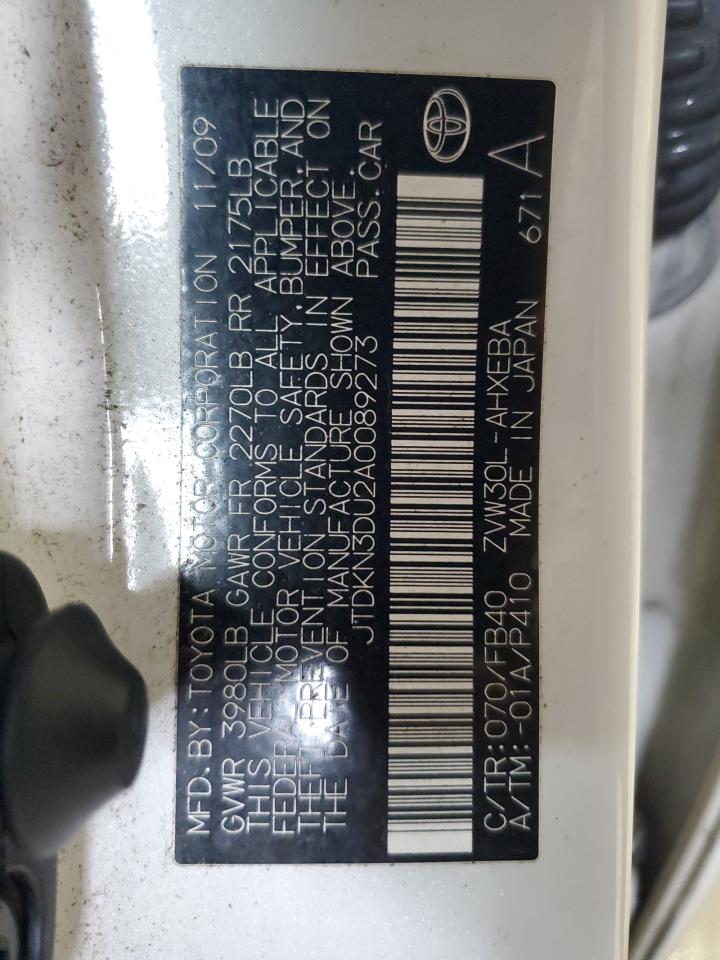 MFD. BY: TOYOTA MOTOR CORPORATION 11/09
GVWR 3980LB GAWR FR 2270LB RR 2175LB
THIS VEHICLE CONFORMS TO ALL APPLICABLE
FEDERAL MOTOR VEHICLE SAFETY, BUMPER, AND
THEFT PREVENTION STANDARDS IN EFFECT ON
THE DATE OF MANUFACTURE SHOWN ABOVE.
JTDKN3DU2A0089273 PASS. CAR
C/TR: 070/FB40 ZVW30L-AHXEBA
A/TM: -01A/P410 MADE IN JAPAN 671 A